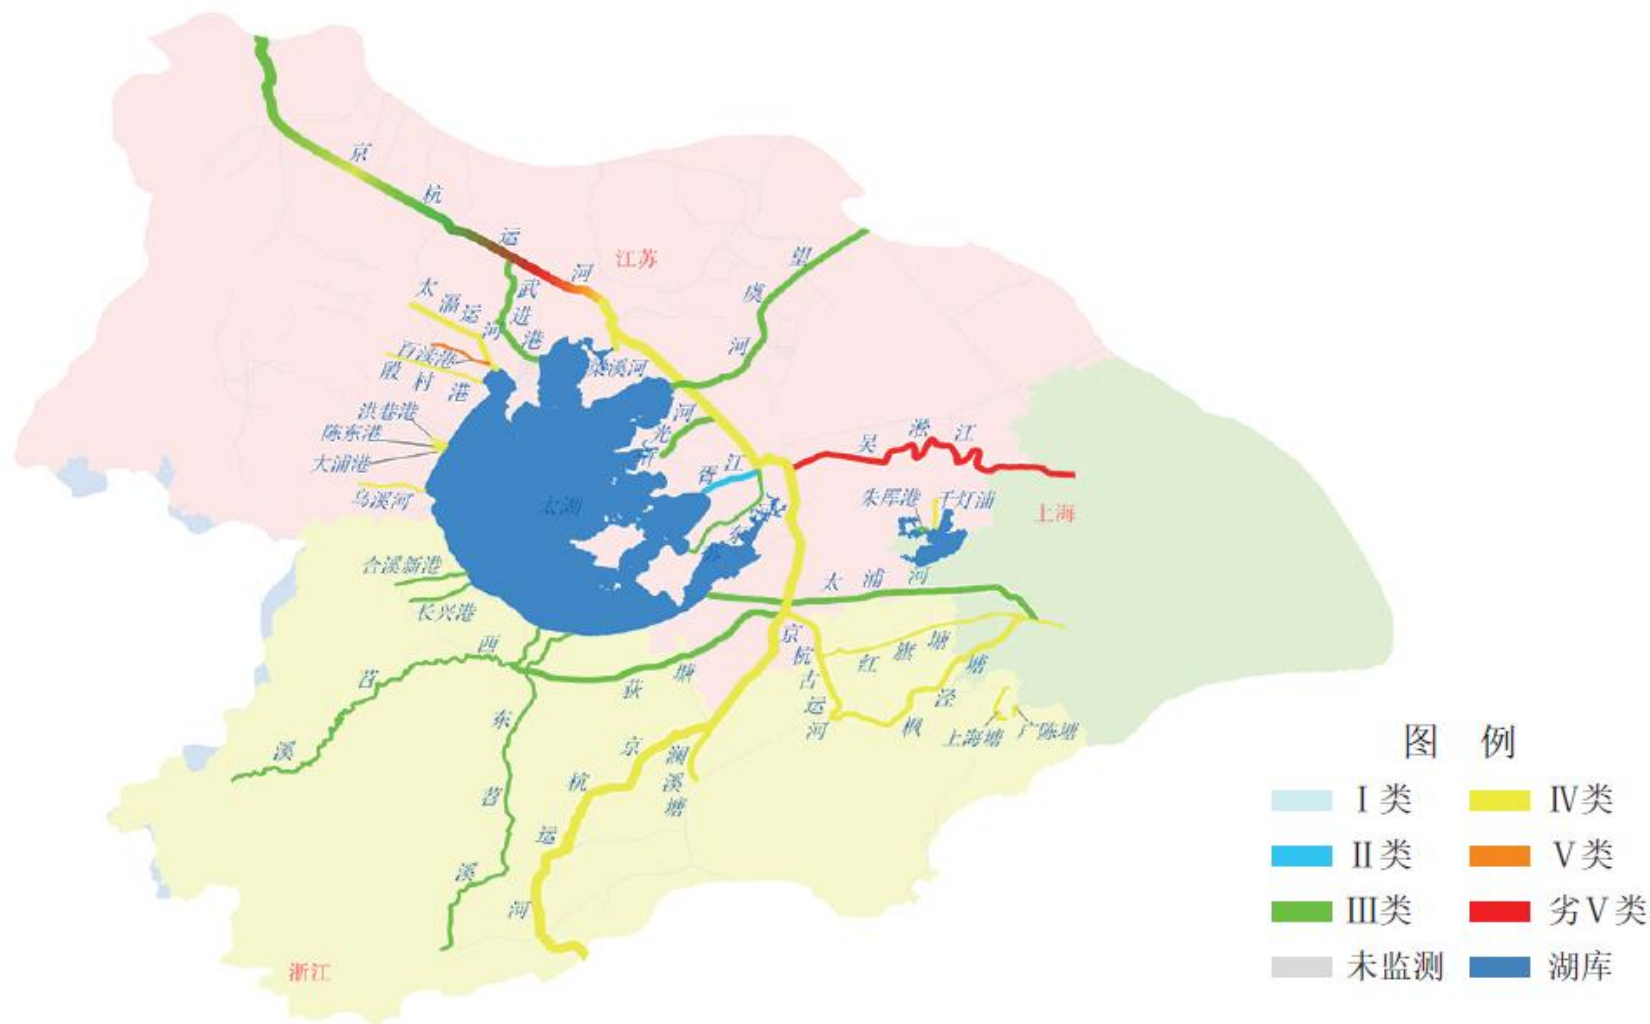 京杭运河
江苏
望虞河
太滆运河
武进港
百渎港
殷村港
梁溪河
洪巷港
陈东港
大浦港
乌溪河
浒光河
胥江
吴淞江
太湖
苏东河
朱厍港
千灯浦
上海
合溪新港
长兴港
太浦河
西苕溪
荻塘
京杭古运河
红旗塘
枫泾塘
上海塘
广陈塘
东苕溪
京杭运河
澜溪塘
浙江
图 例
Ⅰ类
Ⅳ类
Ⅱ类
Ⅴ类
Ⅲ类
劣Ⅴ类
未监测
湖库